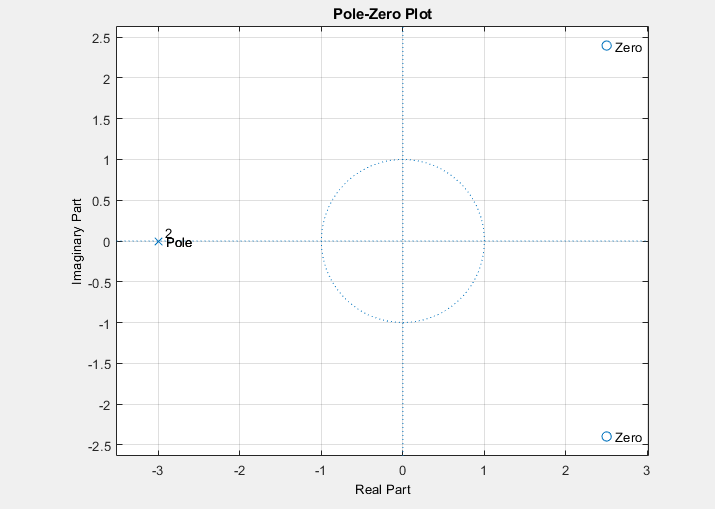 Pole-Zero Plot
2.5
Zero
2
1.5
1
0.5
2
0
Pole
-0.5
-1
-1.5
-2
Zero
-2.5
-3 -2 -1 0 1 2 3
Real Part
Imaginary Part